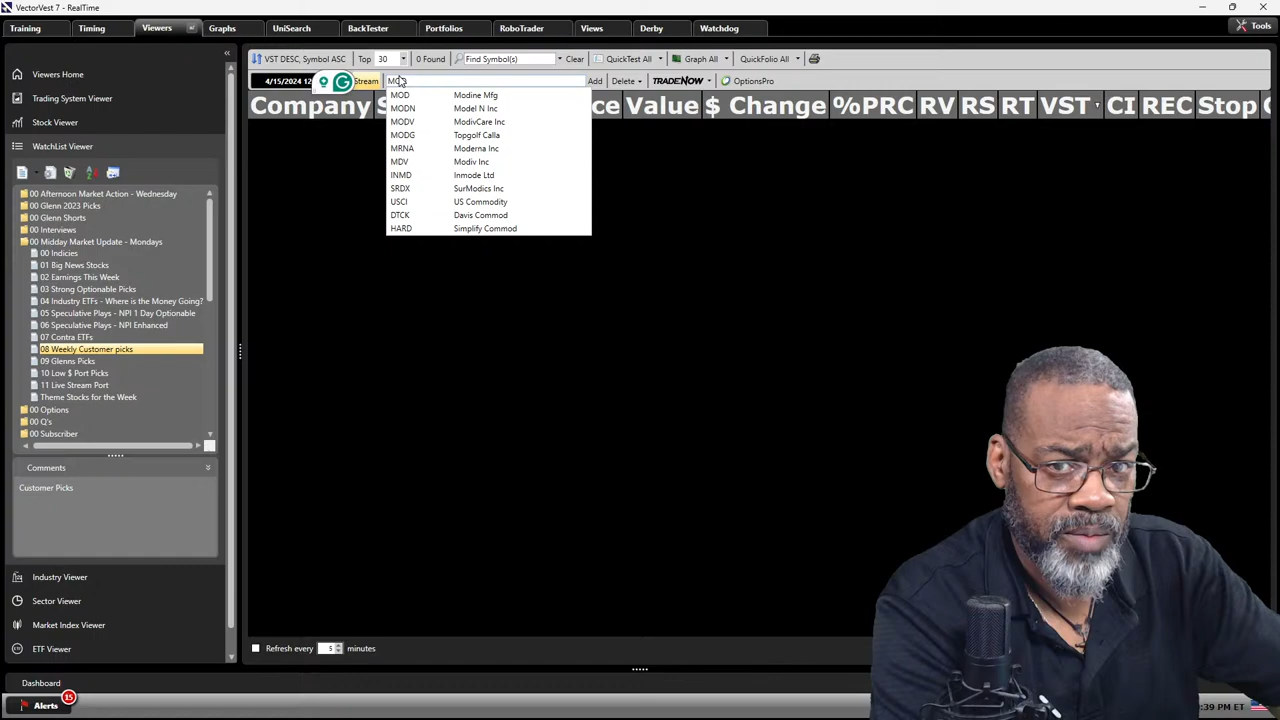 VectorVest 7 - RealTime
Training Timing Viewers Graphs UniSearch BackTester Portfolios RoboTrader Views Derby Watchdog Tools
VST DESC, Symbol ASC Top 30 0 Found Find Symbol(s) Clear QuickTest All Graph All QuickFolio All
4/15/2024 12 Stream Add Delete TRADENOW OptionsPro
Company Value $ Change %PRC RV RS RT VST CI REC Stop
MOD Modine Mfg
MODN Model N Inc
MODV ModivCare Inc
MODG Topgolf Calla
MRNA Moderna Inc
MDV Modiv Inc
INMD Inmode Ltd
SRDX SurModics Inc
USCI US Commodity
DTCK Davis Commod
HARD Simplify Commod
Viewers Home
Trading System Viewer
Stock Viewer
WatchList Viewer
00 Afternoon Market Action - Wednesday
00 Glenn 2023 Picks
00 Glenn Shorts
00 Interviews
00 Midday Market Update - Mondays
00 Indicies
01 Big News Stocks
02 Earnings This Week
03 Strong Optionable Picks
04 Industry ETFs - Where is the Money Going?
05 Speculative Plays - NPI 1 Day Optionable
06 Speculative Plays - NPI Enhanced
07 Contra ETFs
08 Weekly Customer picks
09 Glenns Picks
10 Low $ Port Picks
11 Live Stream Port
Theme Stocks for the Week
00 Options
00 Q's
00 Subscriber
Comments
Customer Picks
Industry Viewer
Sector Viewer
Market Index Viewer
ETF Viewer
Refresh every 5 minutes
Dashboard
Alerts 15
:39 PM ET